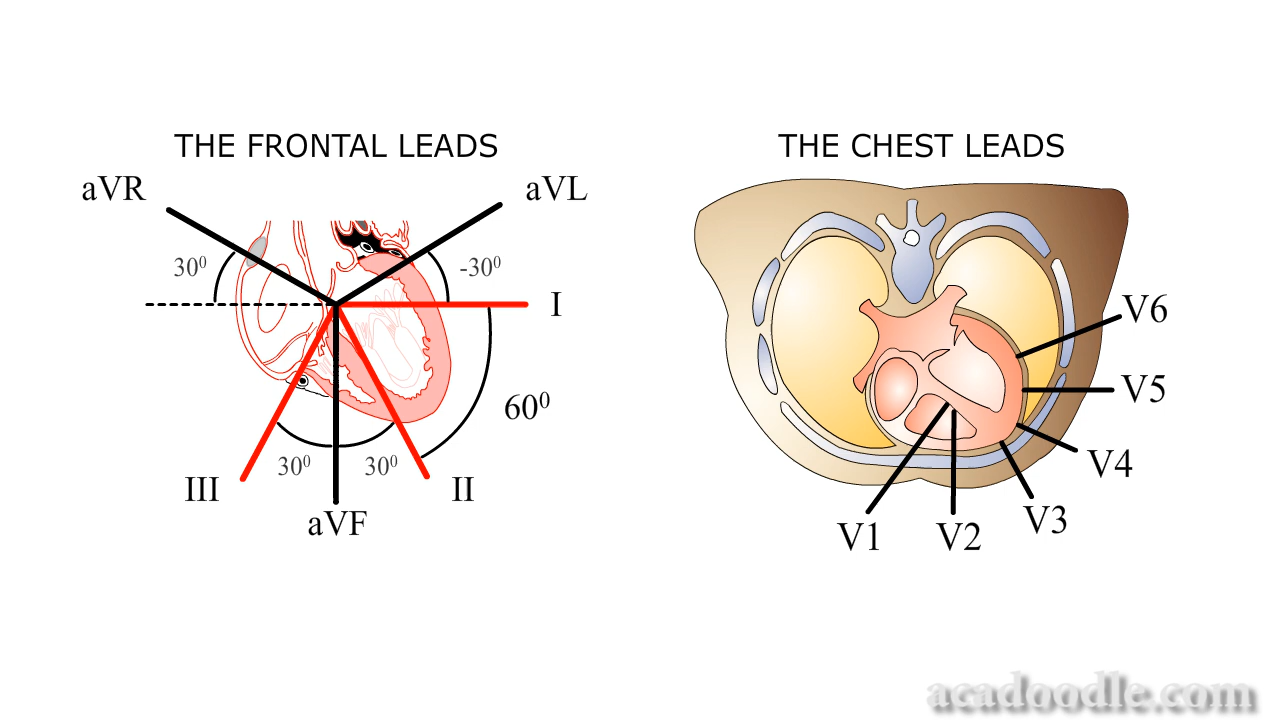 THE FRONTAL LEADS
aVR
aVL
30⁰
-30⁰
I
60⁰
30⁰
30⁰
III
II
aVF
THE CHEST LEADS
V6
V5
V4
V3
V1
V2
acadoodle.com